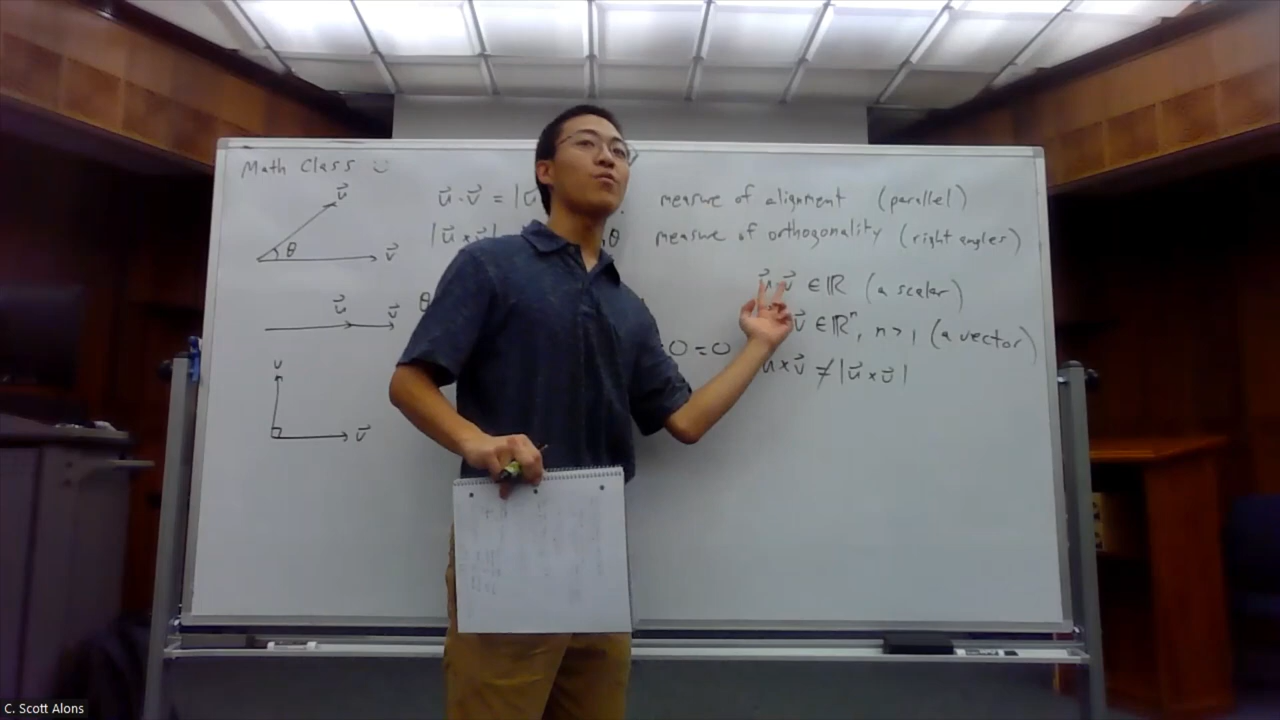 Math Class
u⃗
θ
v⃗
u⃗ · v⃗ = |u⃗ θ measure of alignment (parallel)
|u⃗ × v⃗| θ measure of orthogonality (right angles)
u⃗ v⃗
θ
u⃗ · v⃗ ∈ ℝ (a scalar)
v⃗ ∈ ℝⁿ, n > 1 (a vector)
0 = 0
u × v⃗ ≠ |u⃗ × v⃗|
u
v⃗
C. Scott Alons